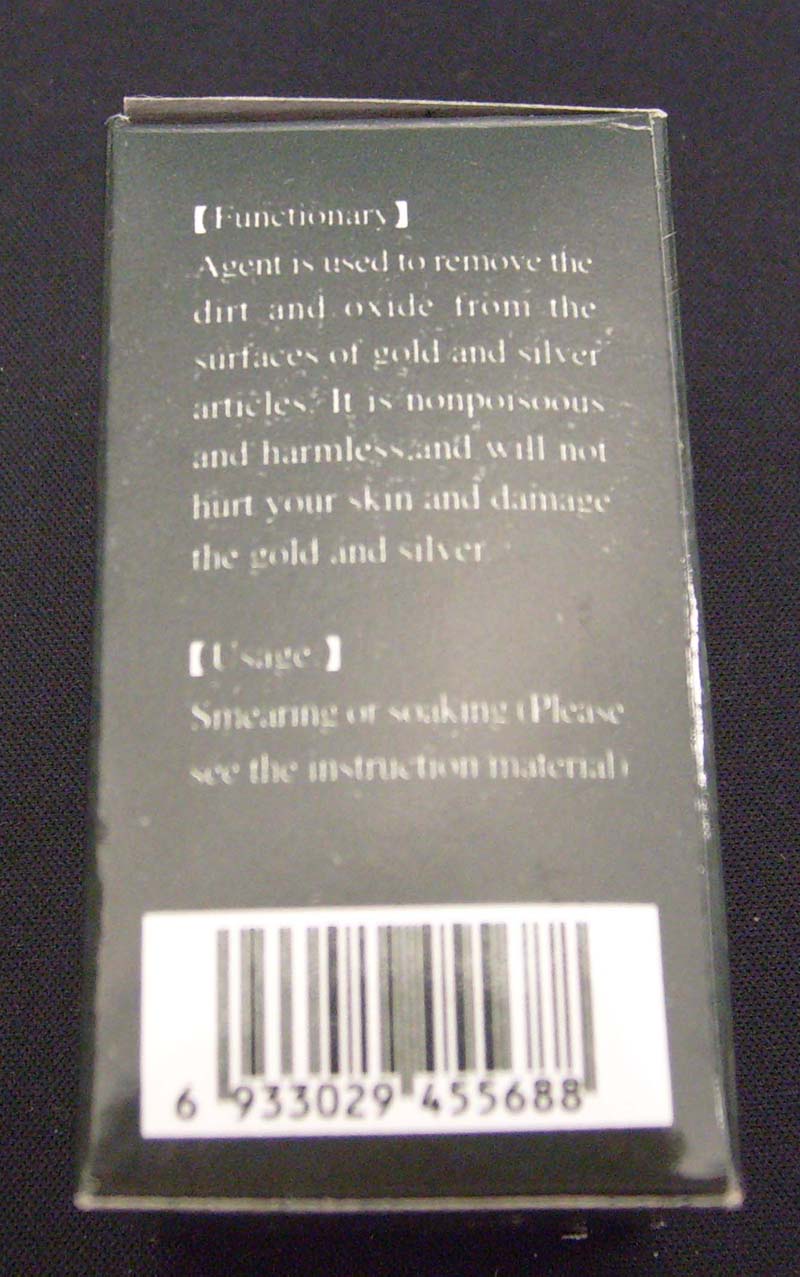 【Functionary】
Agent is used to remove the
dirt and oxide from the
surfaces of gold and silver
articles. It is nonpoisoous
and harmless,and will not
hurt your skin and damage
the gold and silver
【Usage】
Smearing or soaking (Please
see the instruction material)
6 933029 455688